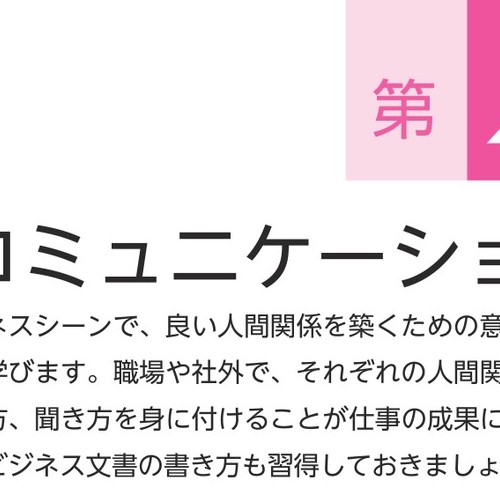 第
コミュニケーショ
ネスシーンで、良い人間関係を築くための意
学びます。職場や社外で、それぞれの人間関
方、聞き方を身に付けることが仕事の成果に
ビジネス文書の書き方も習得しておきましょ